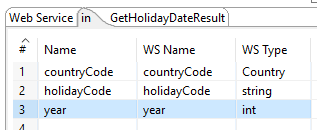 Web Service in GetHolidayDateResult
# Name WS Name WS Type
1 countryCode countryCode Country
2 holidayCode holidayCode string
3 year year int
4